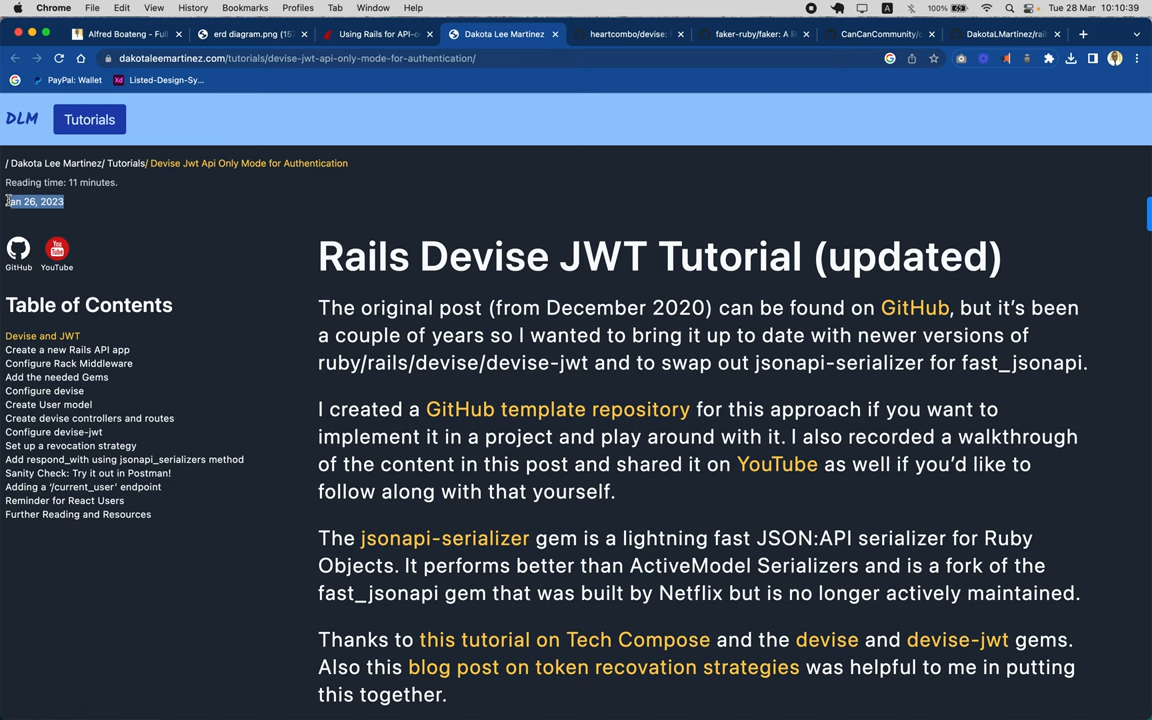 Chrome File Edit View History Bookmarks Profiles Tab Window Help
A 100% Tue 28 Mar 10:10:39
Alfred Boateng - Ful
erd diagram.png (15
Using Rails for API-o
Dakota Lee Martinez
heartcombo/devise:
faker-ruby/faker: A li
CanCanCommunity/c
DakotaLMartinez/rai
dakotaleemartinez.com/tutorials/devise-jwt-api-only-mode-for-authentication/
PayPal: Wallet
Xd Listed-Design-Sy...
DLM Tutorials
/ Dakota Lee Martinez/ Tutorials/ Devise Jwt Api Only Mode for Authentication
Reading time: 11 minutes.
Jan 26, 2023
GitHub YouTube
Table of Contents
Devise and JWT
Create a new Rails API app
Configure Rack Middleware
Add the needed Gems
Configure devise
Create User model
Create devise controllers and routes
Configure devise-jwt
Set up a revocation strategy
Add respond_with using jsonapi_serializers method
Sanity Check: Try it out in Postman!
Adding a ‘/current_user’ endpoint
Reminder for React Users
Further Reading and Resources
Rails Devise JWT Tutorial (updated)
The original post (from December 2020) can be found on GitHub, but it’s been
a couple of years so I wanted to bring it up to date with newer versions of
ruby/rails/devise/devise-jwt and to swap out jsonapi-serializer for fast_jsonapi.
I created a GitHub template repository for this approach if you want to
implement it in a project and play around with it. I also recorded a walkthrough
of the content in this post and shared it on YouTube as well if you’d like to
follow along with that yourself.
The jsonapi-serializer gem is a lightning fast JSON:API serializer for Ruby
Objects. It performs better than ActiveModel Serializers and is a fork of the
fast_jsonapi gem that was built by Netflix but is no longer actively maintained.
Thanks to this tutorial on Tech Compose and the devise and devise-jwt gems.
Also this blog post on token recovation strategies was helpful to me in putting
this together.